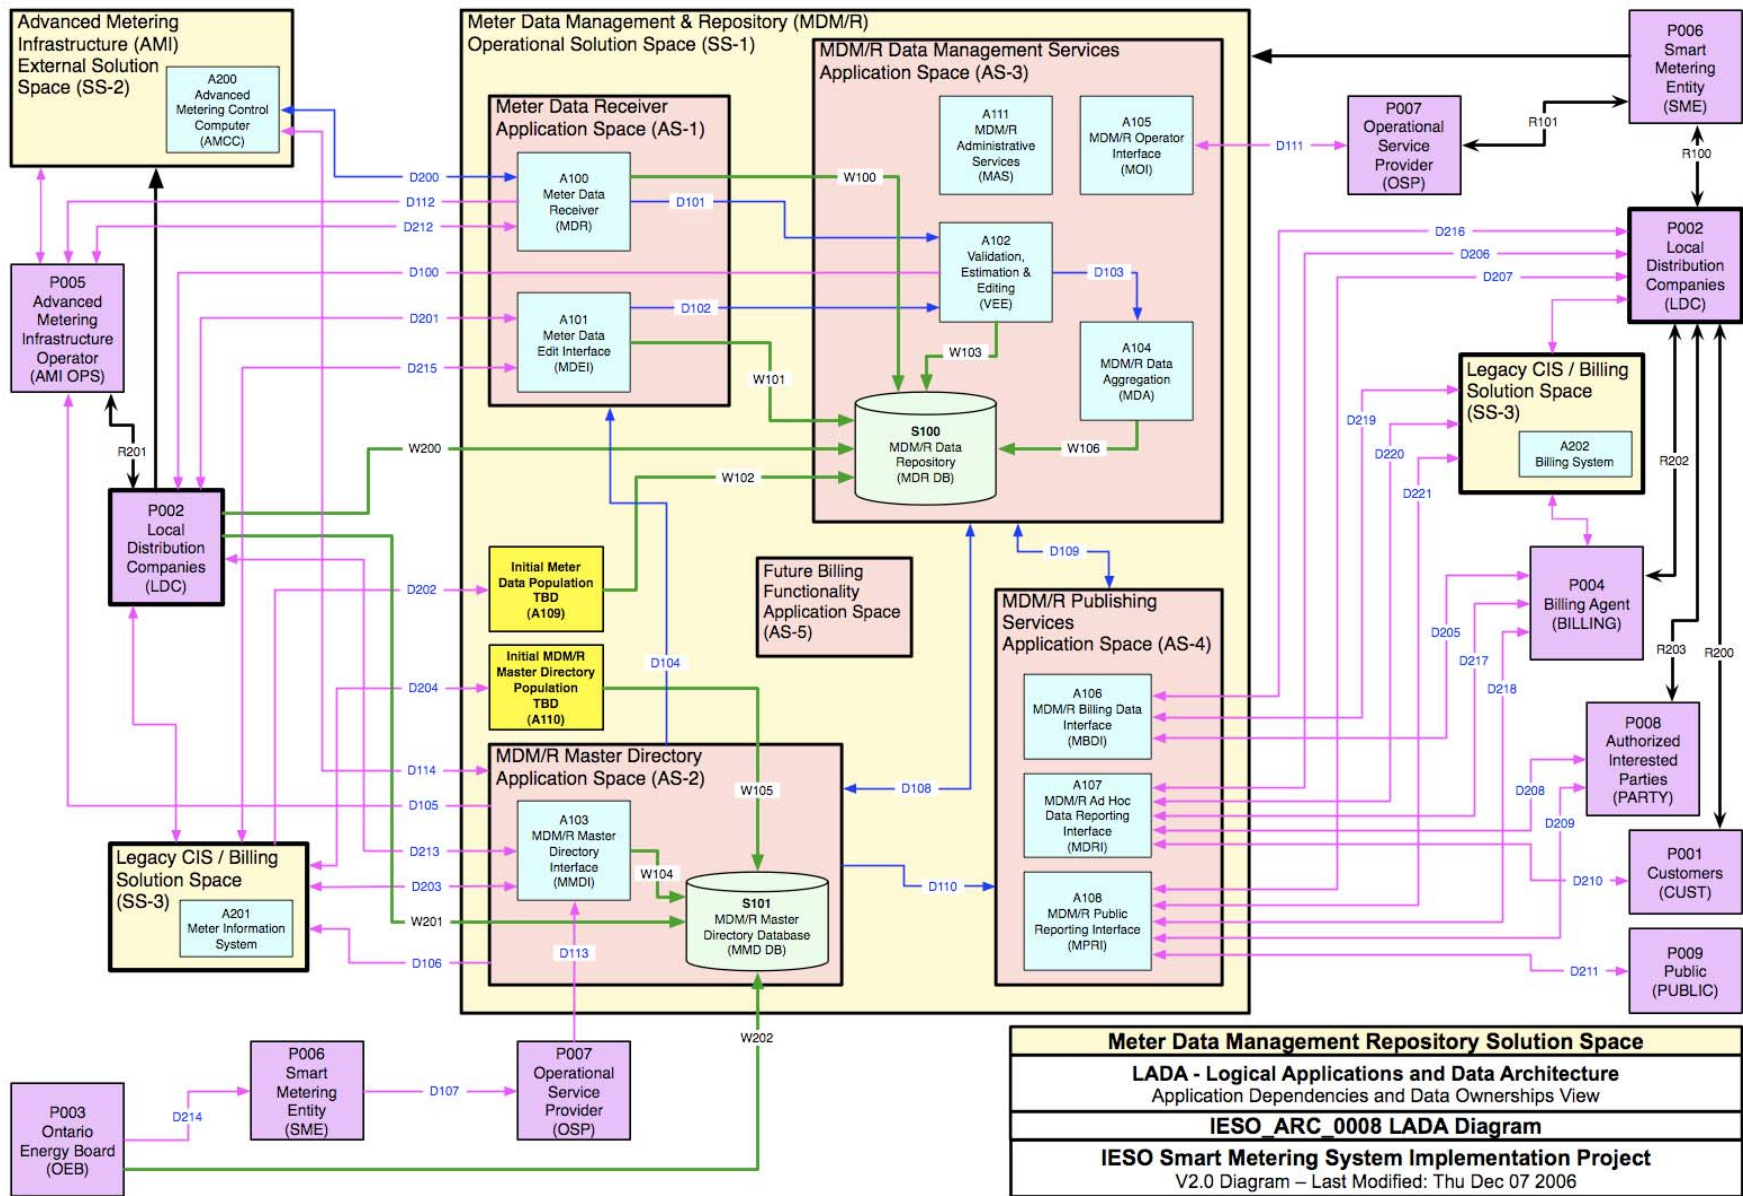 Advanced Metering
Infrastructure (AMI)
External Solution
Space (SS-2)
A200
Advanced
Metering Control
Computer
(AMCC)
Meter Data Management & Repository (MDM/R)
Operational Solution Space (SS-1)
Meter Data Receiver
Application Space (AS-1)
A100
Meter Data
Receiver
(MDR)
A101
Meter Data
Edit Interface
(MDEI)
MDM/R Data Management Services
Application Space (AS-3)
A111
MDM/R
Administrative
Services
(MAS)
A105
MDM/R Operator
Interface
(MOI)
A102
Validation,
Estimation &
Editing
(VEE)
A104
MDM/R Data
Aggregation
(MDA)
S100
MDM/R Data
Repository
(MDR DB)
P006
Smart
Metering
Entity
(SME)
P007
Operational
Service
Provider
(OSP)
R101
R100
D111
P002
Local
Distribution
Companies
(LDC)
D216
D206
D207
D200
D112
D212
D100
D201
D215
W100
D101
D102
D103
W103
W101
W106
W200
W102
P005
Advanced
Metering
Infrastructure
Operator
(AMI OPS)
R201
P002
Local
Distribution
Companies
(LDC)
Legacy CIS / Billing
Solution Space
(SS-3)
A202
Billing System
D219
D220
D221
R202
P004
Billing Agent
(BILLING)
D205
D217
D218
R203
R200
D202
Initial Meter
Data Population
TBD
(A109)
D204
Initial MDM/R
Master Directory
Population
TBD
(A110)
D104
Future Billing
Functionality
Application Space
(AS-5)
D109
MDM/R Publishing
Services
Application Space (AS-4)
A106
MDM/R Billing Data
Interface
(MBDI)
A107
MDM/R Ad Hoc
Data Reporting
Interface
(MDRI)
A108
MDM/R Public
Reporting Interface
(MPRI)
P008
Authorized
Interested
Parties
(PARTY)
D208
D209
P001
Customers
(CUST)
D210
P009
Public
(PUBLIC)
D211
D114
D105
D213
D203
W201
D106
MDM/R Master Directory
Application Space (AS-2)
A103
MDM/R Master
Directory
Interface
(MMDI)
W104
W105
D108
D110
D113
S101
MDM/R Master
Directory Database
(MMD DB)
Legacy CIS / Billing
Solution Space
(SS-3)
A201
Meter Information
System
W202
P003
Ontario
Energy Board
(OEB)
D214
P006
Smart
Metering
Entity
(SME)
D107
P007
Operational
Service
Provider
(OSP)
Meter Data Management Repository Solution Space
LADA - Logical Applications and Data Architecture
Application Dependencies and Data Ownerships View
IESO_ARC_0008 LADA Diagram
IESO Smart Metering System Implementation Project
V2.0 Diagram – Last Modified: Thu Dec 07 2006